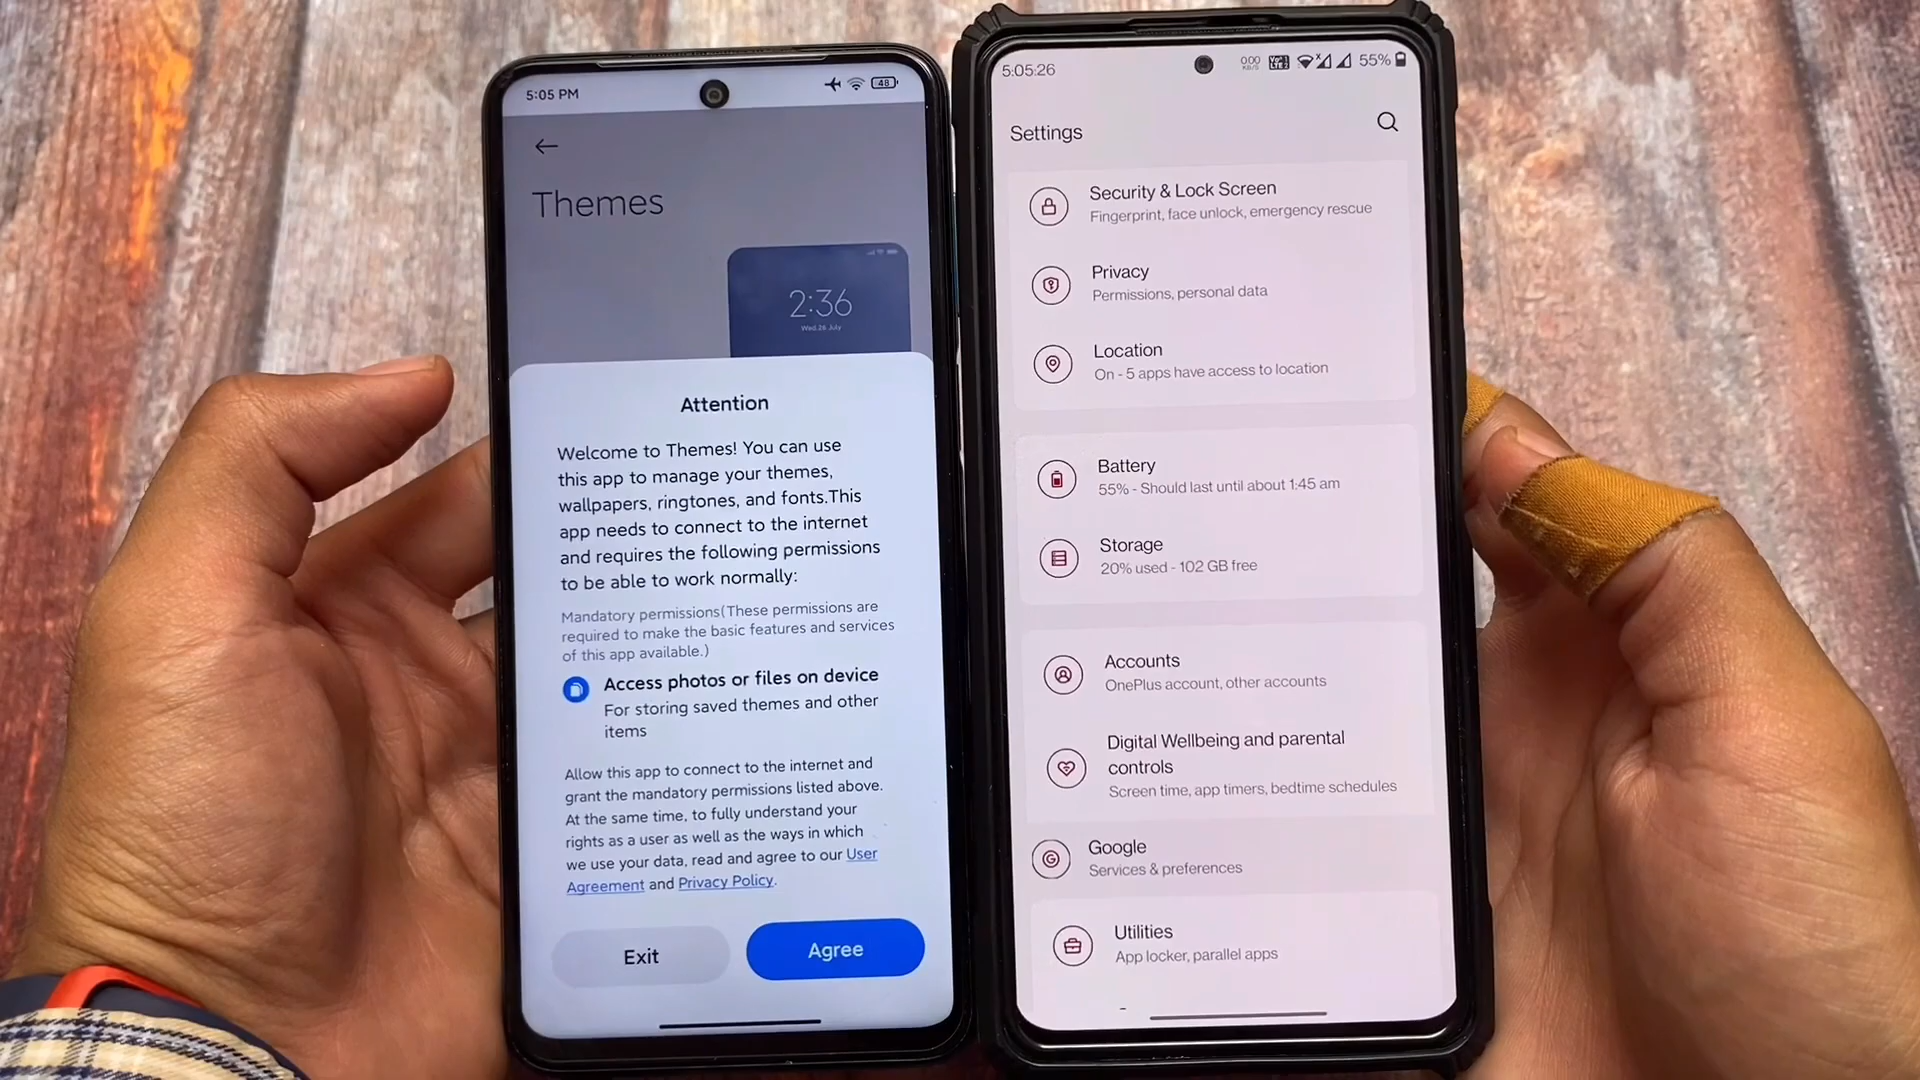 5:05 PM
48
Themes
2:36
Wed.26 July
Attention
Welcome to Themes! You can use
this app to manage your themes,
wallpapers, ringtones, and fonts.This
app needs to connect to the internet
and requires the following permissions
to be able to work normally:
Mandatory permissions(These permissions are
required to make the basic features and services
of this app available.)
Access photos or files on device
For storing saved themes and other
items
Allow this app to connect to the internet and
grant the mandatory permissions listed above.
At the same time, to fully understand your
rights as a user as well as the ways in which
we use your data, read and agree to our User
Agreement and Privacy Policy.
Exit
Agree
5:05:26
55%
Settings
Security & Lock Screen
Fingerprint, face unlock, emergency rescue
Privacy
Permissions, personal data
Location
On - 5 apps have access to location
Battery
55% - Should last until about 1:45 am
Storage
20% used - 102 GB free
Accounts
OnePlus account, other accounts
Digital Wellbeing and parental
controls
Screen time, app timers, bedtime schedules
Google
Services & preferences
Utilities
App locker, parallel apps